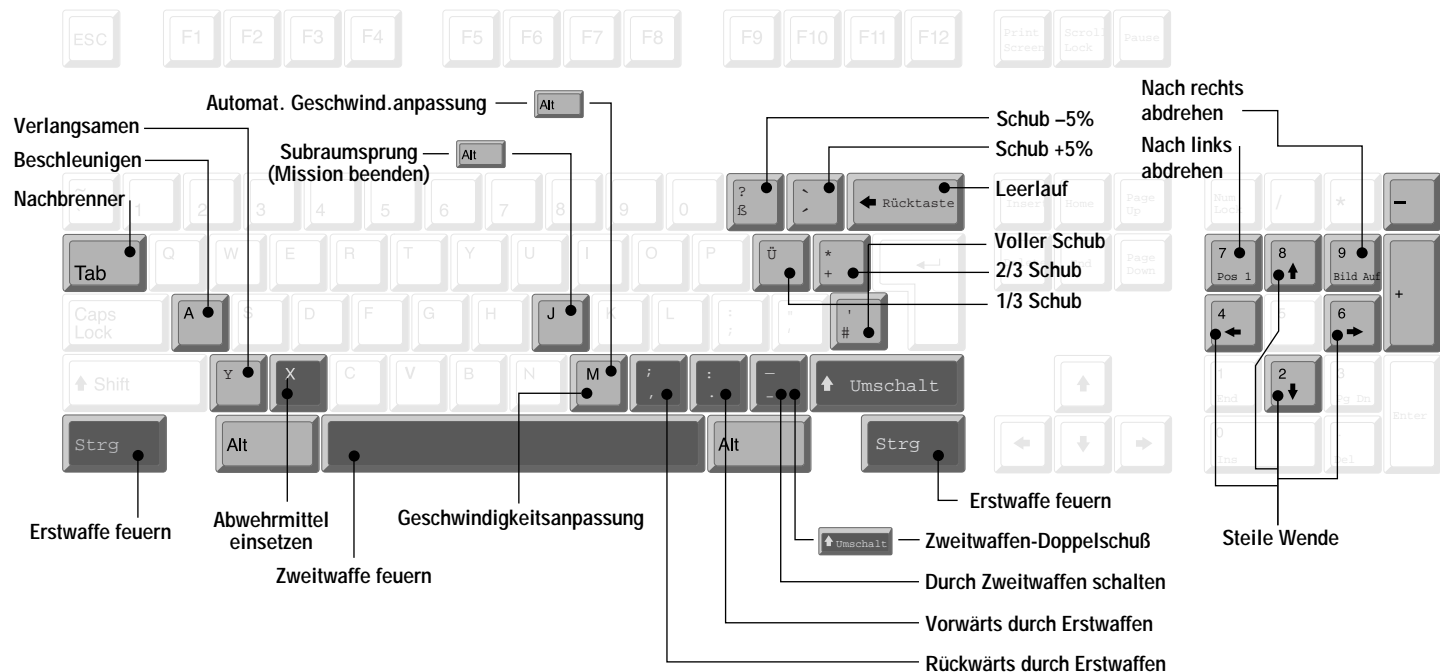 ESC F1 F2 F3 F4 F5 F6 F7 F8 F9 F10 F11 F12 Print Screen Scroll Lock Pause
Automat. Geschwind.anpassung Alt
Nach rechts
abdrehen
Verlangsamen
Schub –5%
Beschleunigen
Subraumsprung Alt
(Mission beenden)
Schub +5%
Nach links
abdrehen
Nachbrenner
Leerlauf
~ 1 2 3 4 5 6 7 8 9 0 ? ß ` ´ Rücktaste Insert Home Page Up Num Lock / * –
Voller Schub
2/3 Schub
1/3 Schub
Tab Q W E R T Y U I O P Ü * + Page Down 7 Pos 1 8 9 Bild Auf +
Caps Lock A S D F G H J K L : ; ' # 4 6
Shift Y X C V B N M ; , : . – _ Umschalt 1 End 2 3 Pg Dn Enter
Strg Alt Alt Strg 0 Ins Del
Erstwaffe feuern
Abwehrmittel
einsetzen
Zweitwaffe feuern
Geschwindigkeitsanpassung
Erstwaffe feuern
Umschalt Zweitwaffen-Doppelschuß
Durch Zweitwaffen schalten
Vorwärts durch Erstwaffen
Rückwärts durch Erstwaffen
Steile Wende